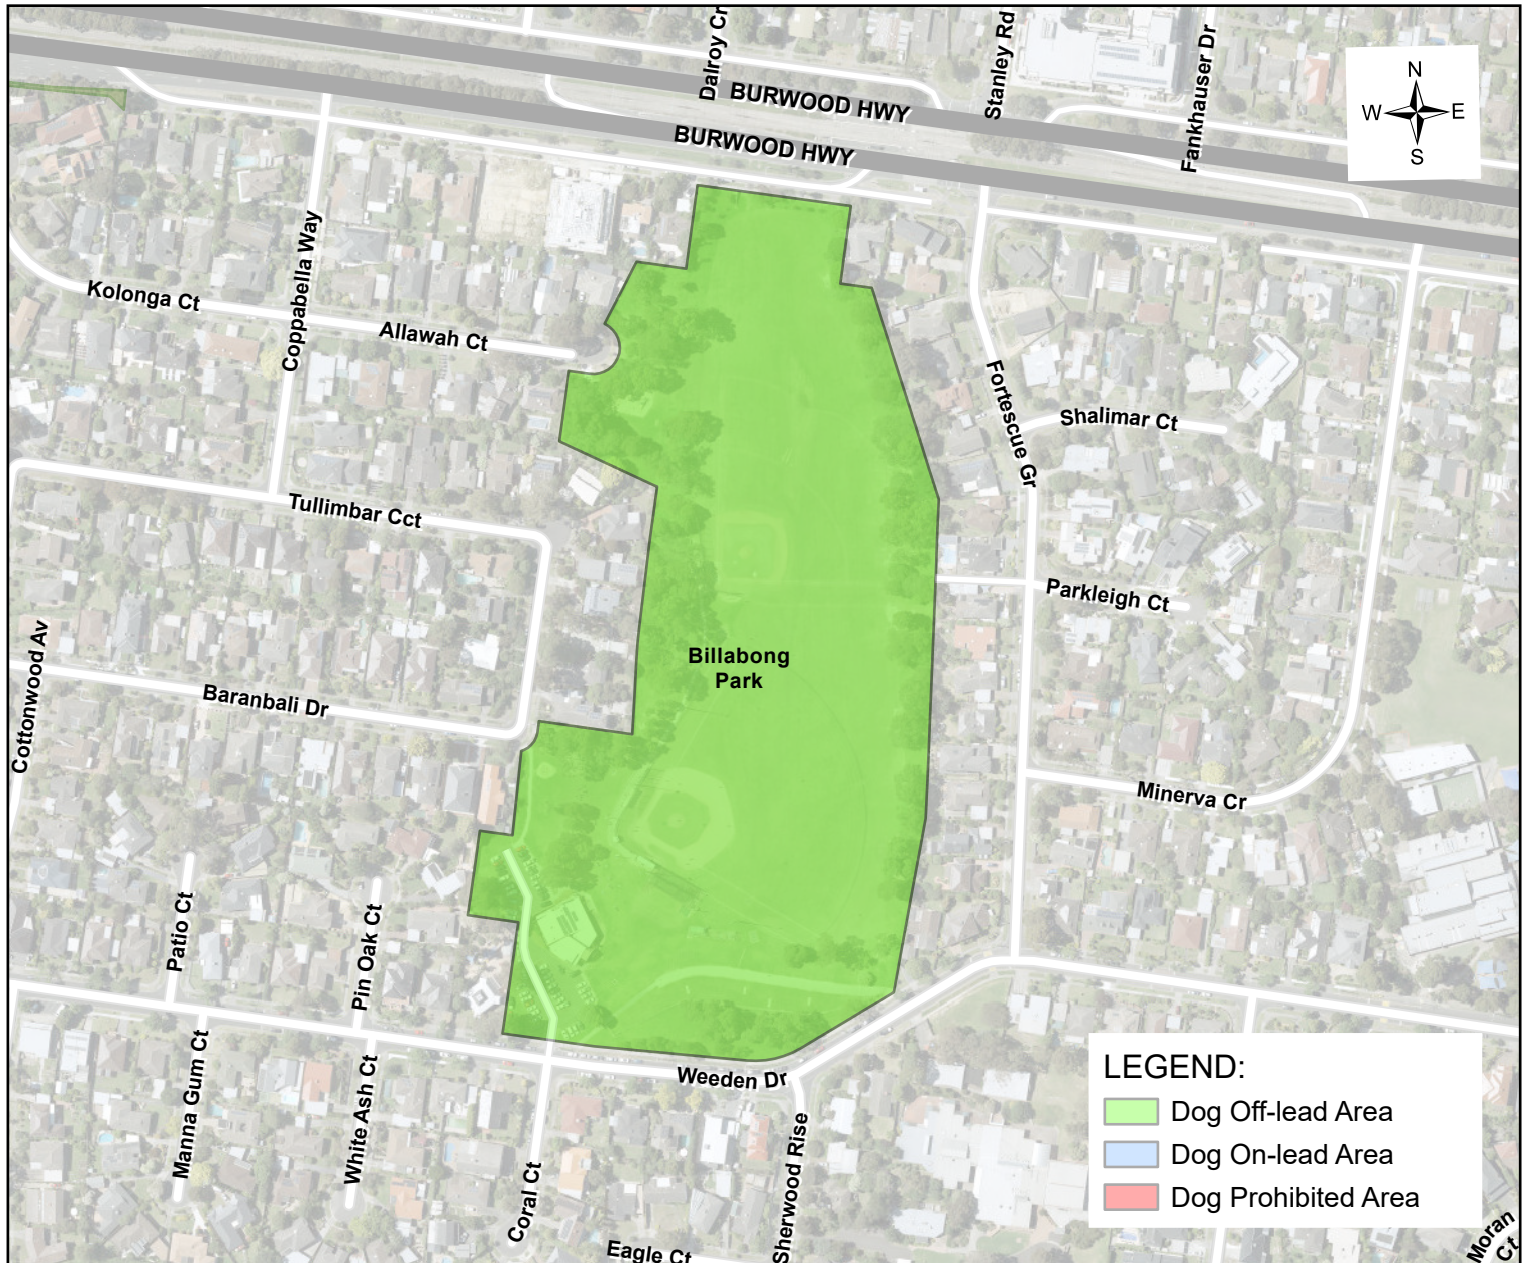 Dalroy Cr
Stanley Rd
Fankhauser Dr
BURWOOD HWY
BURWOOD HWY
N
W
E
S
Coppabella Way
Kolonga Ct
Allawah Ct
Fortescue Gr
Shalimar Ct
Tullimbar Cct
Parkleigh Ct
Cottonwood Av
Billabong
Park
Baranbali Dr
Minerva Cr
Patio Ct
Pin Oak Ct
Manna Gum Ct
White Ash Ct
Weeden Dr
Coral Ct
Sherwood Rise
Eagle Ct
LEGEND:
Dog Off-lead Area
Dog On-lead Area
Dog Prohibited Area
Moran
Ct